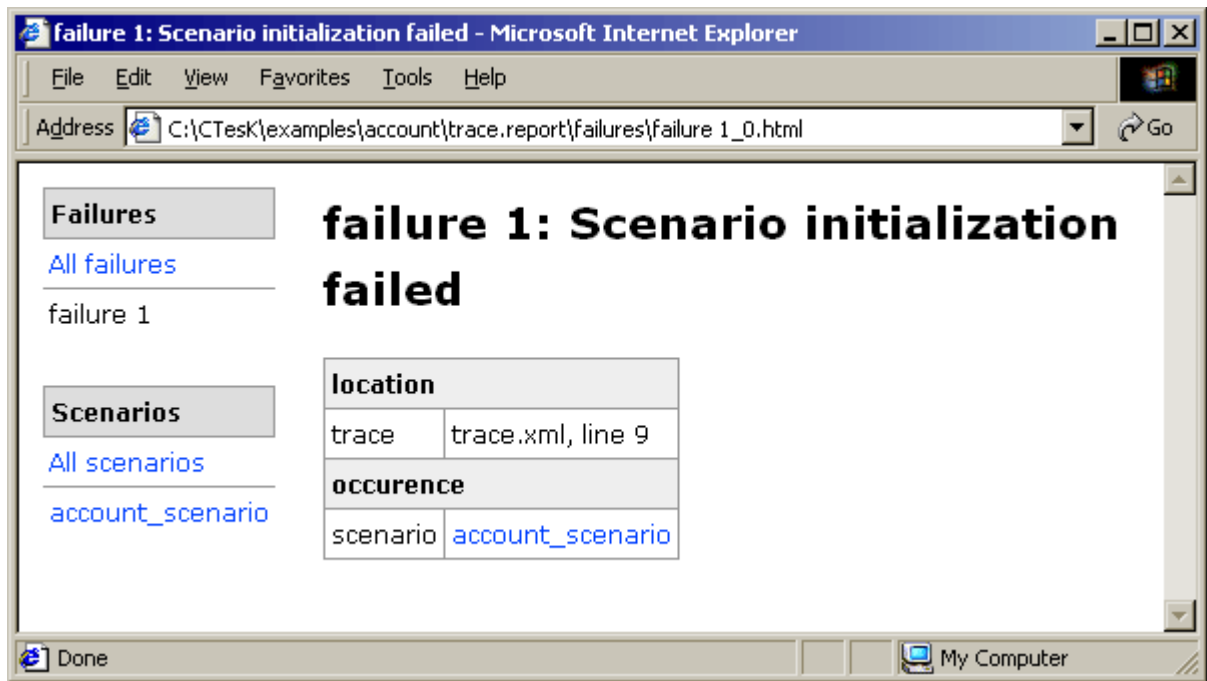 failure 1: Scenario initialization failed - Microsoft Internet Explorer
File Edit View Favorites Tools Help
Address C:\CTesK\examples\account\trace.report\failures\failure 1_0.html Go
Failures
All failures
failure 1
Scenarios
All scenarios
account_scenario
failure 1: Scenario initialization
failed
location
trace trace.xml, line 9
occurence
scenario account_scenario
Done My Computer